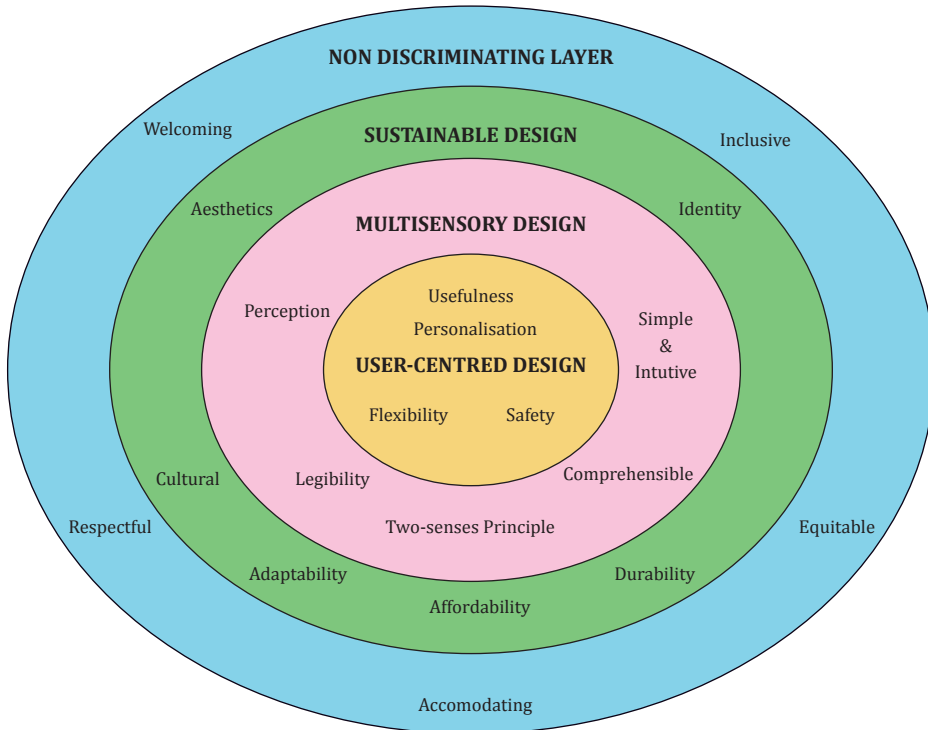 NON DISCRIMINATING LAYER
Welcoming
Inclusive
SUSTAINABLE DESIGN
Aesthetics
Identity
MULTISENSORY DESIGN
Perception
Simple
&
Intutive
Usefulness
Personalisation
USER-CENTRED DESIGN
Flexibility
Safety
Legibility
Comprehensible
Cultural
Two-senses Principle
Respectful
Equitable
Adaptability
Durability
Affordability
Accomodating